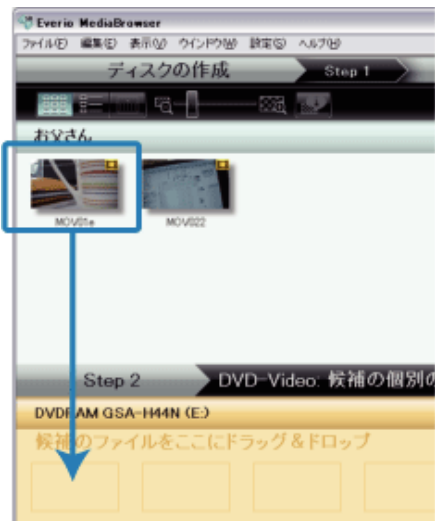 Everio MediaBrowser
ファイル(F) 編集(E) 表示(V) ウインドウ(W) 設定(S) ヘルプ(H)
ディスクの作成 Step 1
お父さん
MOV01e MOV022
Step 2 DVD-Video: 候補の個別の
DVDRAM GSA-H44N (E:)
候補のファイルをここにドラッグ&ドロップ